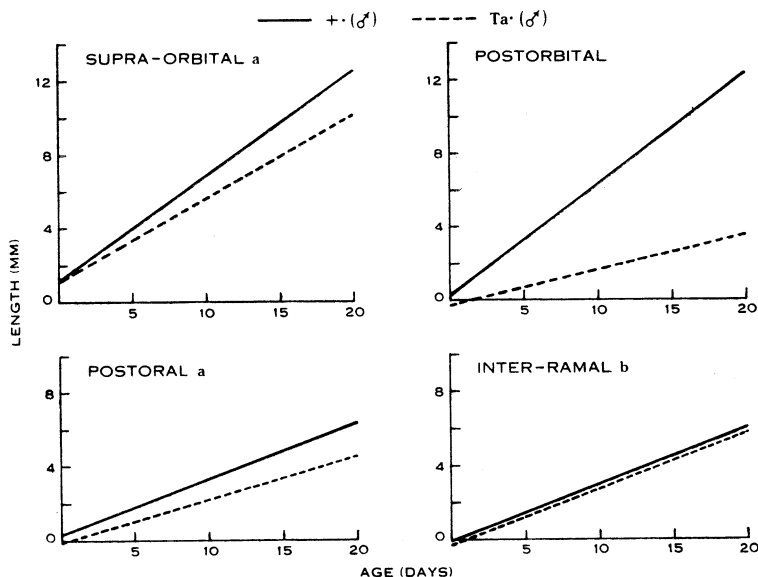 +·(♂) Ta·(♂)
SUPRA-ORBITAL a
12
8
4
0
5 10 15 20
POSTORBITAL
12
8
4
0
5 10 15 20
LENGTH (MM)
POSTORAL a
8
4
0
5 10 15 20
INTER-RAMAL b
8
4
0
5 10 15 20
AGE (DAYS)